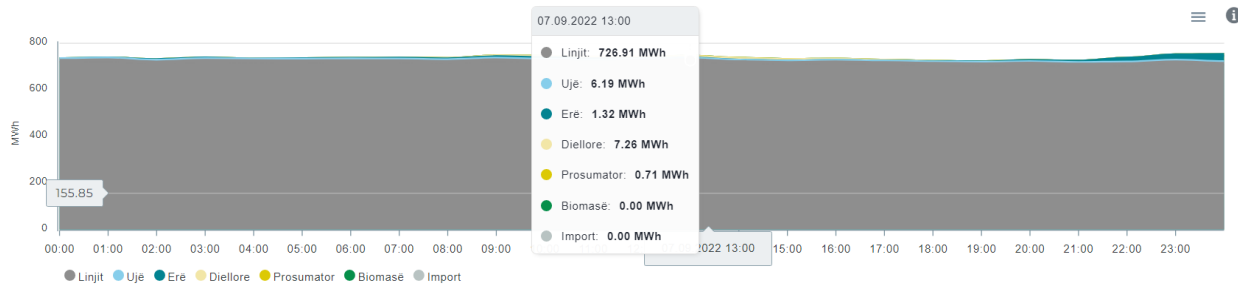 07.09.2022 13:00
Linjit: 726.91 MWh
Ujë: 6.19 MWh
Erë: 1.32 MWh
Diellore: 7.26 MWh
Prosumator: 0.71 MWh
Biomasë: 0.00 MWh
Import: 0.00 MWh
MWh
800
600
400
200
0
155.85
00:00 01:00 02:00 03:00 04:00 05:00 06:00 07:00 08:00 09:00 15:00 16:00 17:00 18:00 19:00 20:00 21:00 22:00 23:00
2022 13:00
Linjit Ujë Erë Diellore Prosumator Biomasë Import